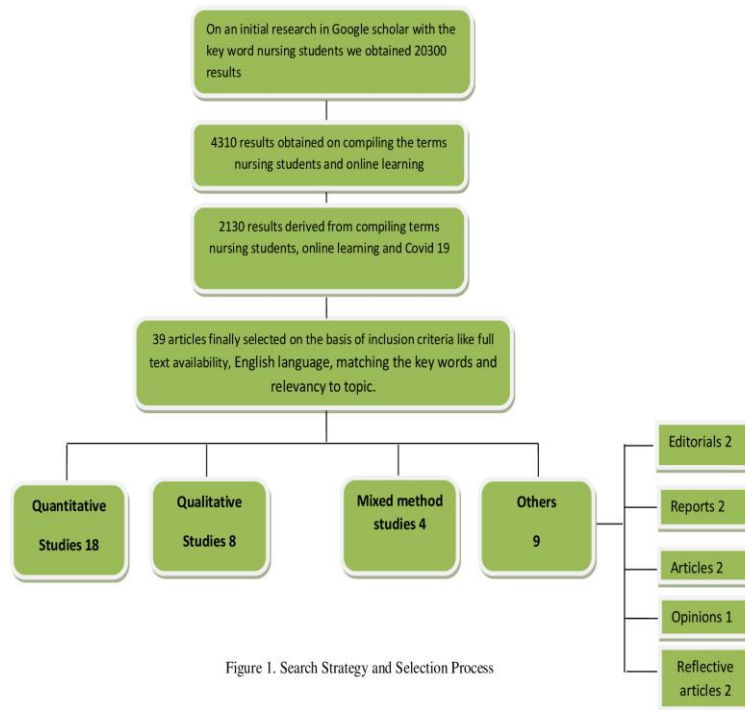 On an initial research in Google scholar with the
key word nursing students we obtained 20300
results
4310 results obtained on compiling the terms
nursing students and online learning
2130 results derived from compiling terms
nursing students, online learning and Covid 19
39 articles finally selected on the basis of inclusion criteria like full
text availability, English language, matching the key words and
relevancy to topic.
Quantitative
Studies 18
Qualitative
Studies 8
Mixed method
studies 4
Others
9
Editorials 2
Reports 2
Articles 2
Opinions 1
Reflective
articles 2
Figure 1. Search Strategy and Selection Process